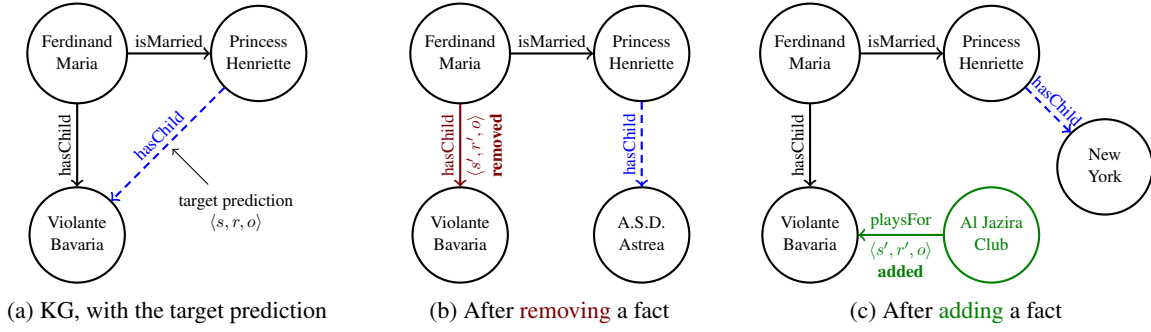 Ferdinand
Maria
isMarried
Princess
Henriette
hasChild
hasChild
target prediction
⟨s, r, o⟩
Violante
Bavaria
(a) KG, with the target prediction
Ferdinand
Maria
isMarried
Princess
Henriette
hasChild
⟨s′, r′, o⟩
removed
hasChild
Violante
Bavaria
A.S.D.
Astrea
(b) After removing a fact
Ferdinand
Maria
isMarried
Princess
Henriette
hasChild
hasChild
New
York
Violante
Bavaria
playsFor
⟨s′, r′, o⟩
added
Al Jazira
Club
(c) After adding a fact